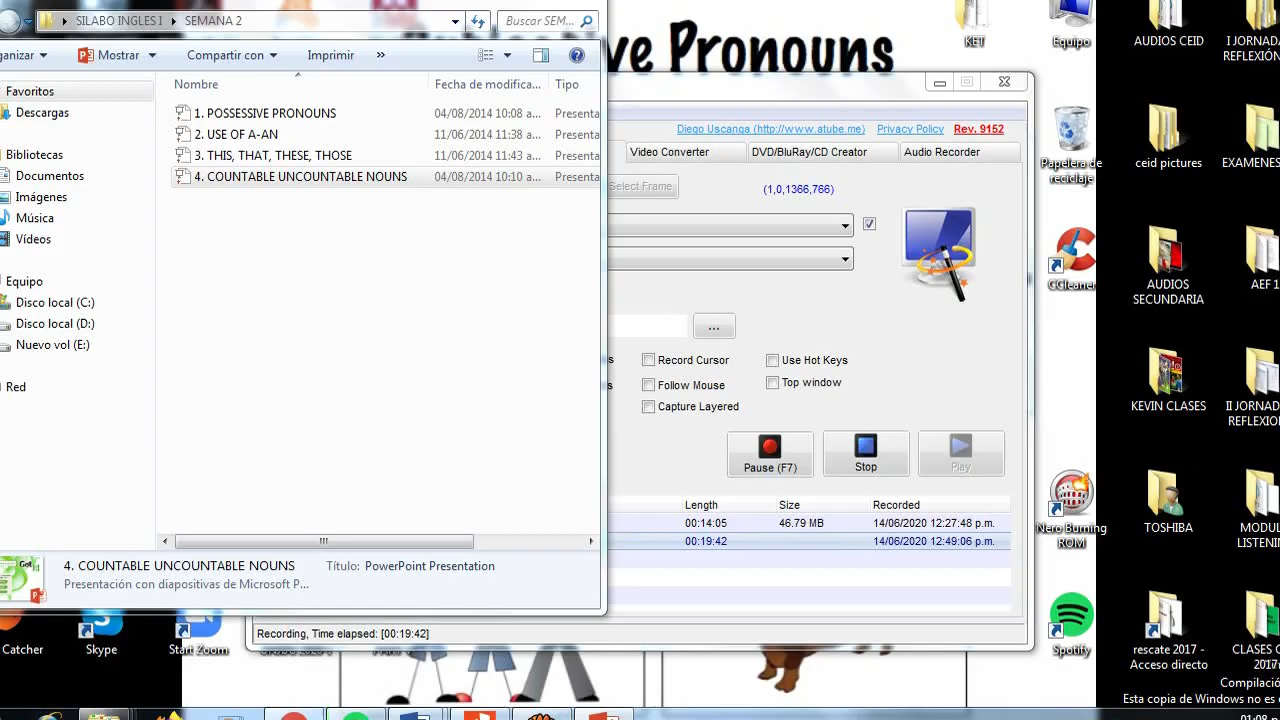 SILABO INGLES I
SEMANA 2
Buscar SEM...
Mostrar
Compartir con
Imprimir
Nombre
Fecha de modifica...
Tipo
Favoritos
Descargas
Bibliotecas
Documentos
Imágenes
Música
Vídeos
Equipo
Disco local (C:)
Disco local (D:)
Nuevo vol (E:)
Red
1. POSSESSIVE PRONOUNS 04/08/2014 10:08 a... Presenta
2. USE OF A-AN 11/06/2014 11:38 a... Presenta
3. THIS, THAT, THESE, THOSE 11/06/2014 11:43 a... Presenta
4. COUNTABLE UNCOUNTABLE NOUNS 04/08/2014 10:10 a... Presenta
4. COUNTABLE UNCOUNTABLE NOUNS Título: PowerPoint Presentation
Presentación con diapositivas de Microsoft P...
ve Pronouns
Diego Uscanga (http://www.atube.me) Privacy Policy Rev. 9152
Video Converter DVD/BluRay/CD Creator Audio Recorder
Select Frame
(1,0,1366,766)
...
Record Cursor Use Hot Keys
Follow Mouse Top window
Capture Layered
Pause (F7) Stop Play
Length Size Recorded
00:14:05 46.79 MB 14/06/2020 12:27:48 p.m.
00:19:42 14/06/2020 12:49:06 p.m.
Recording, Time elapsed: [00:19:42]
Catcher
Skype
Start Zoom
KET
Equipo
AUDIOS CEID
I JORNADA
REFLEXIÓN
Papelera de
reciclaje
ceid pictures
EXAMENES
CCleaner
AUDIOS
SECUNDARIA
AEF 1
KEVIN CLASES
II JORNAD
REFLEXIO
Nero Burning
ROM
TOSHIBA
MODUL
LISTENIN
Spotify
rescate 2017 -
Acceso directo
CLASES C
2017
Compilació
Esta copia de Windows no es